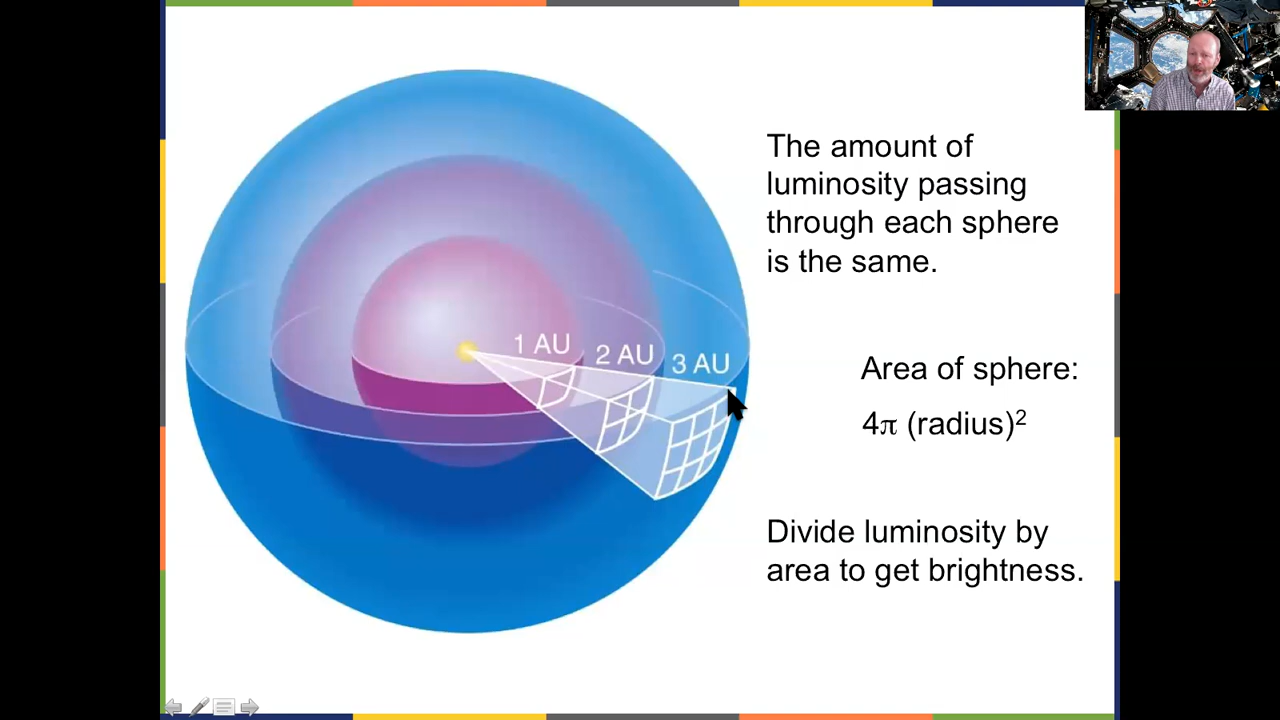 The amount of
luminosity passing
through each sphere
is the same.
1 AU
2 AU
3 AU
Area of sphere:
4π (radius)²
Divide luminosity by
area to get brightness.